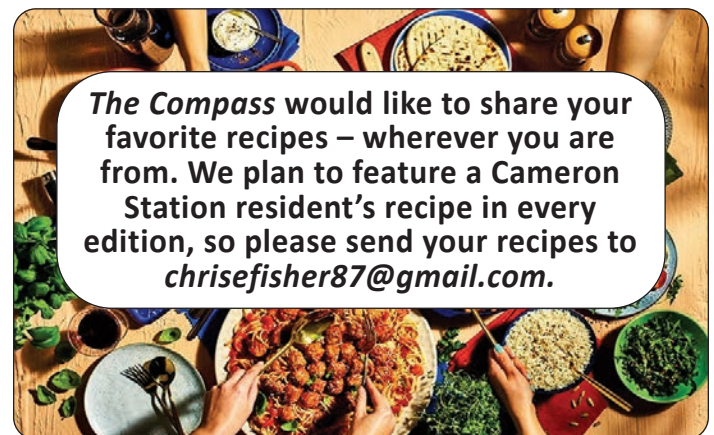 The Compass would like to share your
favorite recipes – wherever you are
from. We plan to feature a Cameron
Station resident’s recipe in every
edition, so please send your recipes to
chrisefisher87@gmail.com.